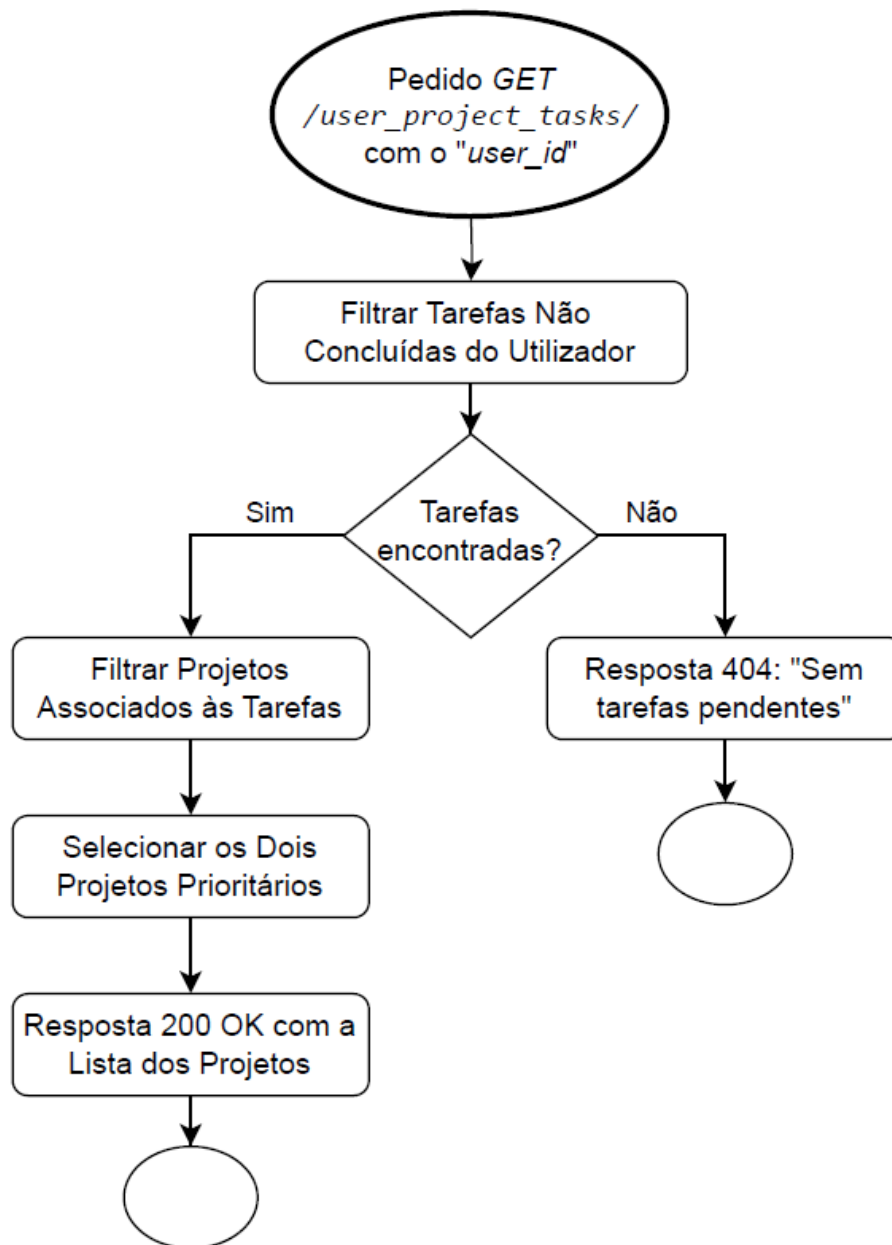 Pedido GET
/user_project_tasks/
com o "user_id"
Filtrar Tarefas Não
Concluídas do Utilizador
Tarefas
encontradas?
Sim
Não
Filtrar Projetos
Associados às Tarefas
Resposta 404: "Sem
tarefas pendentes"
Selecionar os Dois
Projetos Prioritários
Resposta 200 OK com a
Lista dos Projetos